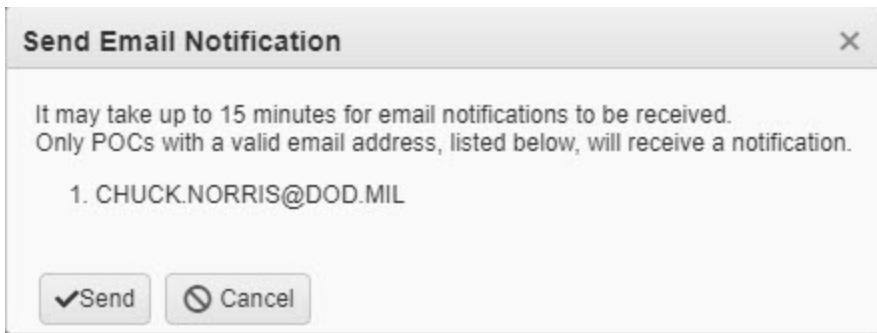 Send Email Notification
It may take up to 15 minutes for email notifications to be received.
Only POCs with a valid email address, listed below, will receive a notification.
1. CHUCK.NORRIS@DOD.MIL
Send Cancel